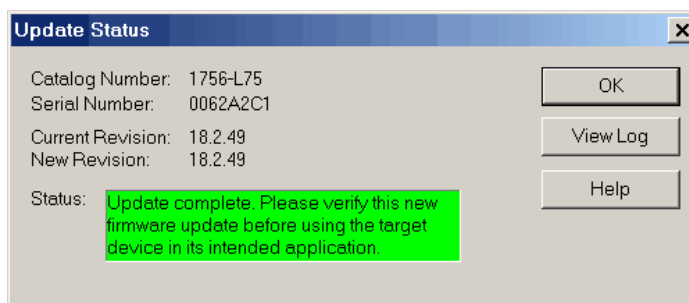 Update Status
Catalog Number: 1756-L75
Serial Number: 0062A2C1
Current Revision: 18.2.49
New Revision: 18.2.49
Status: Update complete. Please verify this new
firmware update before using the target
device in its intended application.
OK
View Log
Help